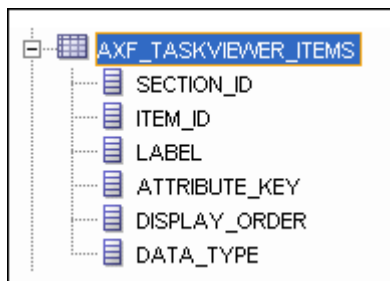 AXF_TASKVIEWER_ITEMS
SECTION_ID
ITEM_ID
LABEL
ATTRIBUTE_KEY
DISPLAY_ORDER
DATA_TYPE